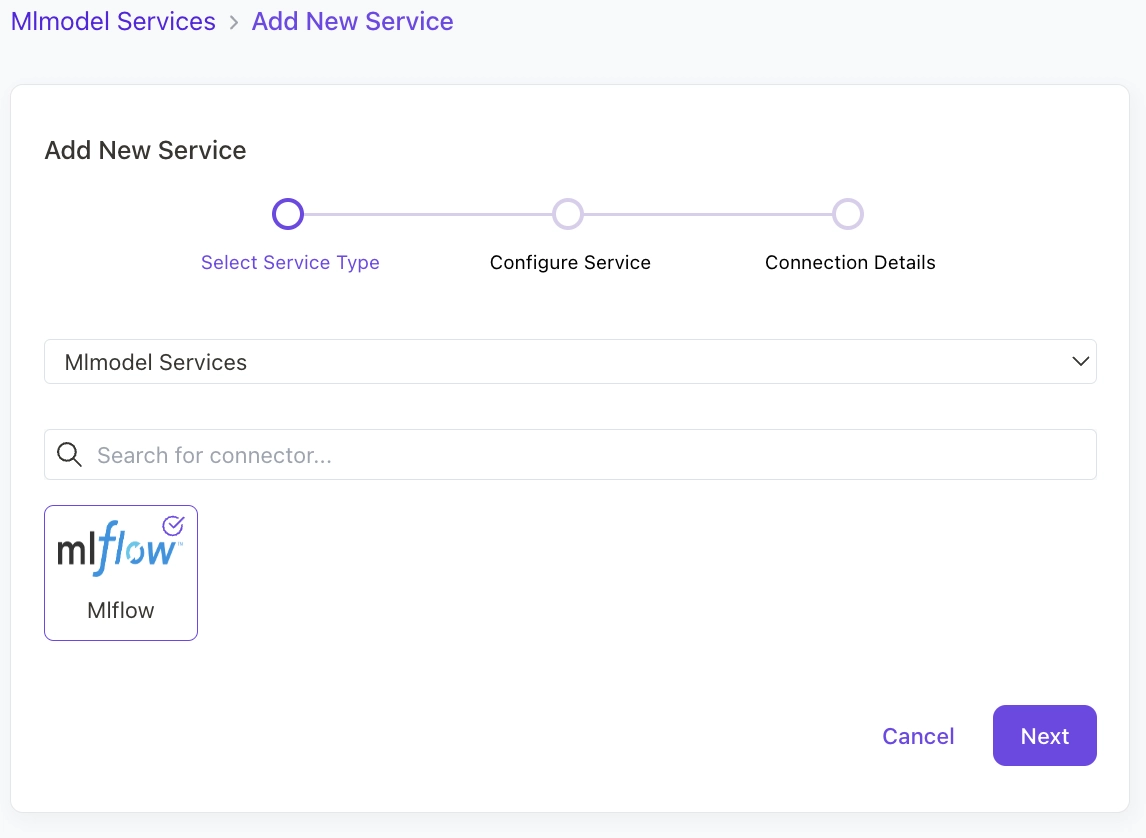 Mlmodel Services > Add New Service
Add New Service
Select Service Type Configure Service Connection Details
Mlmodel Services
Search for connector...
mlflow™
Mlflow
Cancel Next